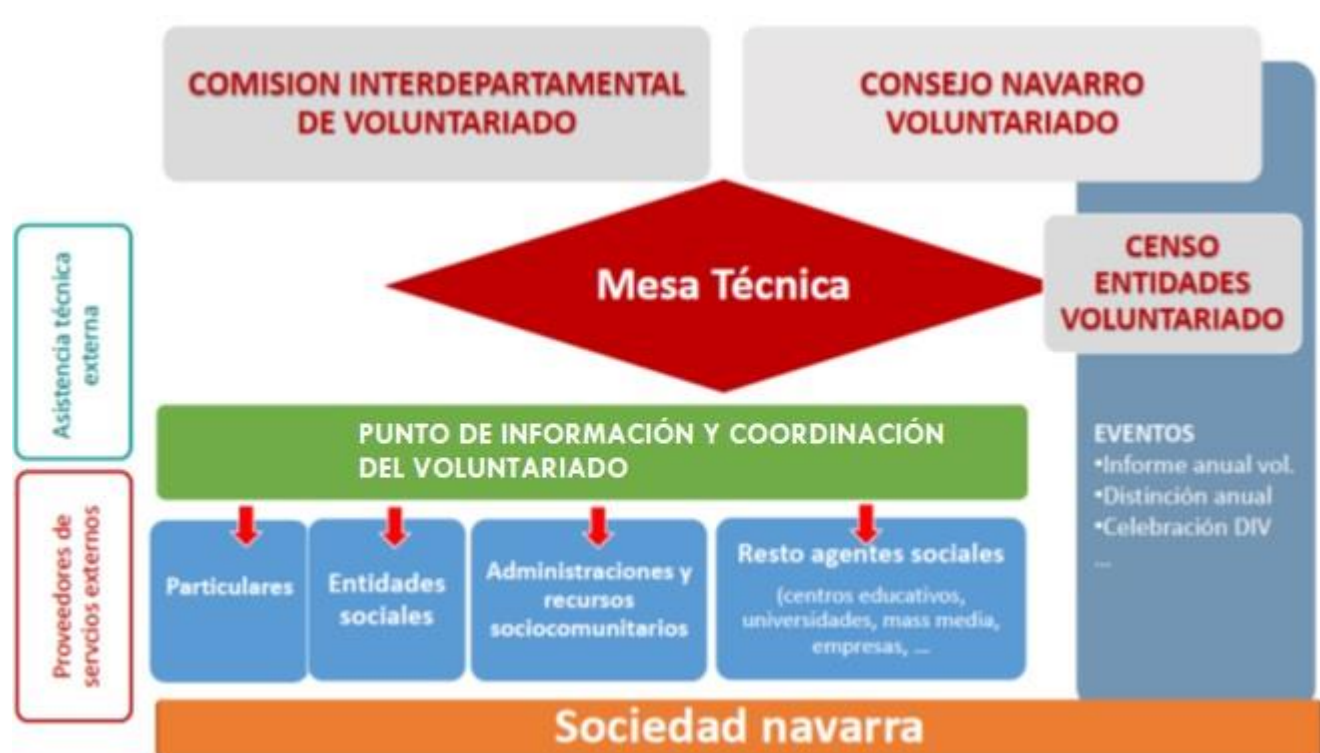 COMISION INTERDEPARTAMENTAL
DE VOLUNTARIADO
CONSEJO NAVARRO
VOLUNTARIADO
Mesa Técnica
CENSO
ENTIDADES
VOLUNTARIADO
Asistencia técnica
externa
PUNTO DE INFORMACIÓN Y COORDINACIÓN
DEL VOLUNTARIADO
EVENTOS
•Informe anual vol.
•Distinción anual
•Celebración DIV
...
Proveedores de
servcios externos
Particulares
Entidades
sociales
Administraciones y
recursos
sociocomunitarios
Resto agentes sociales
(centros educativos,
universidades, mass media,
empresas, ...
Sociedad navarra